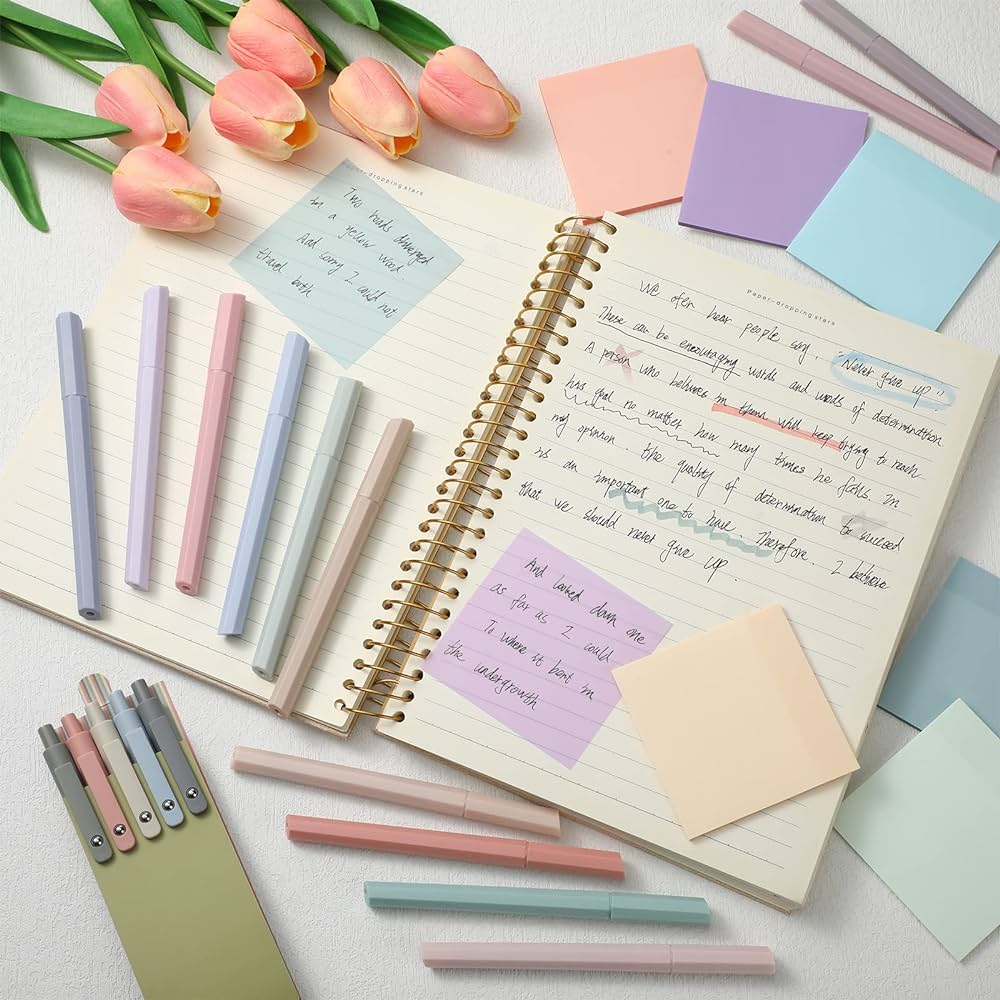 Paper-dropping stars
Two roads diverged
in a yellow wood.
And sorry I could not
travel both
Paper-dropping stars
We ofen hear people say, "Never give up"!
These can be encouraging words and words of determination.
A person who believes in them will keep trying to reach
his goal no matter how many times he fails. In
my opinion. the quality of determination to succeed
is an important one to have. Therefore. I believe
that we should never give up.
And looked down one
as far as I could
To where it bent in
the undergrowth